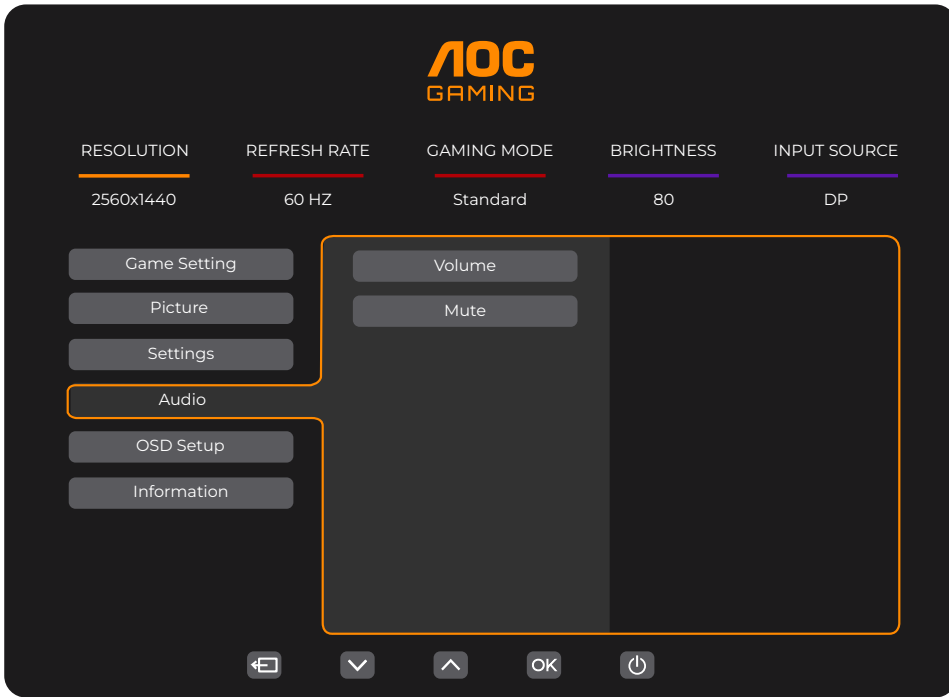 AOC
GAMING
RESOLUTION REFRESH RATE GAMING MODE BRIGHTNESS INPUT SOURCE
2560x1440 60 HZ Standard 80 DP
Game Setting
Volume
Picture
Mute
Settings
Audio
OSD Setup
Information
OK